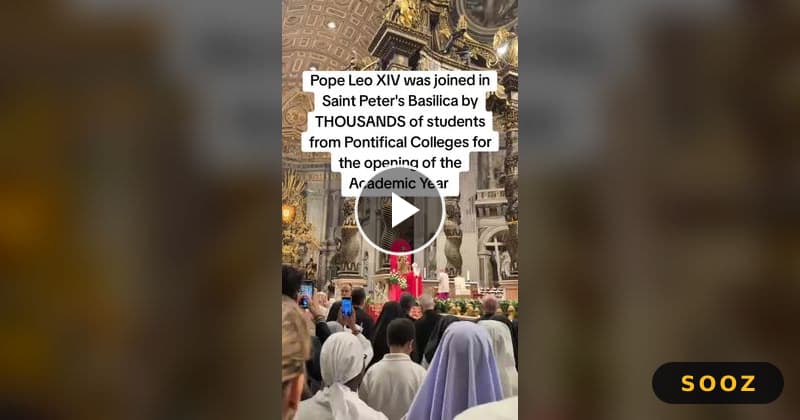 Pope Leo XIV was joined in
Saint Peter's Basilica by
THOUSANDS of students
from Pontifical Colleges for
the opening of the
Academic Year
SOOZ